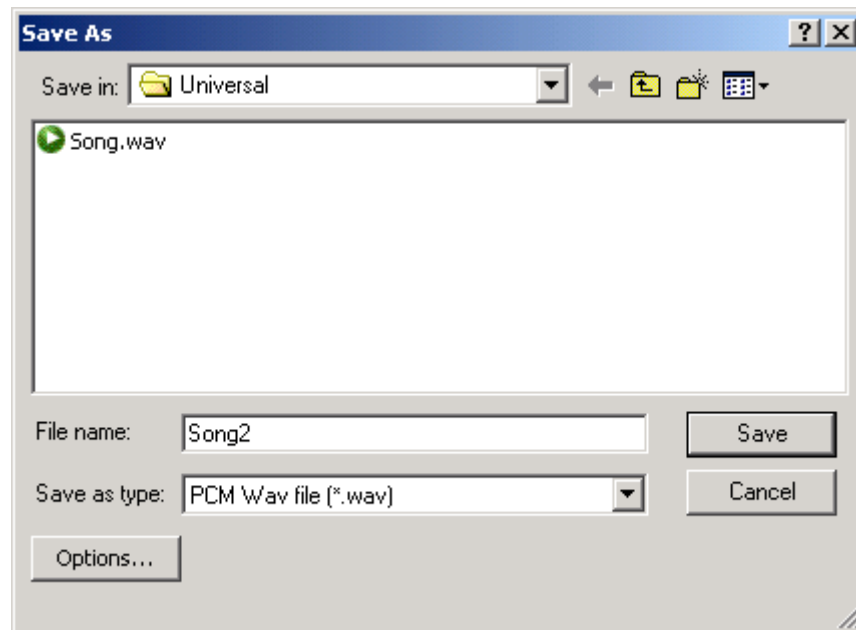 Save As
Save in: Universal
Song.wav
File name: Song2 Save
Save as type: PCM Wav file (*.wav) Cancel
Options...